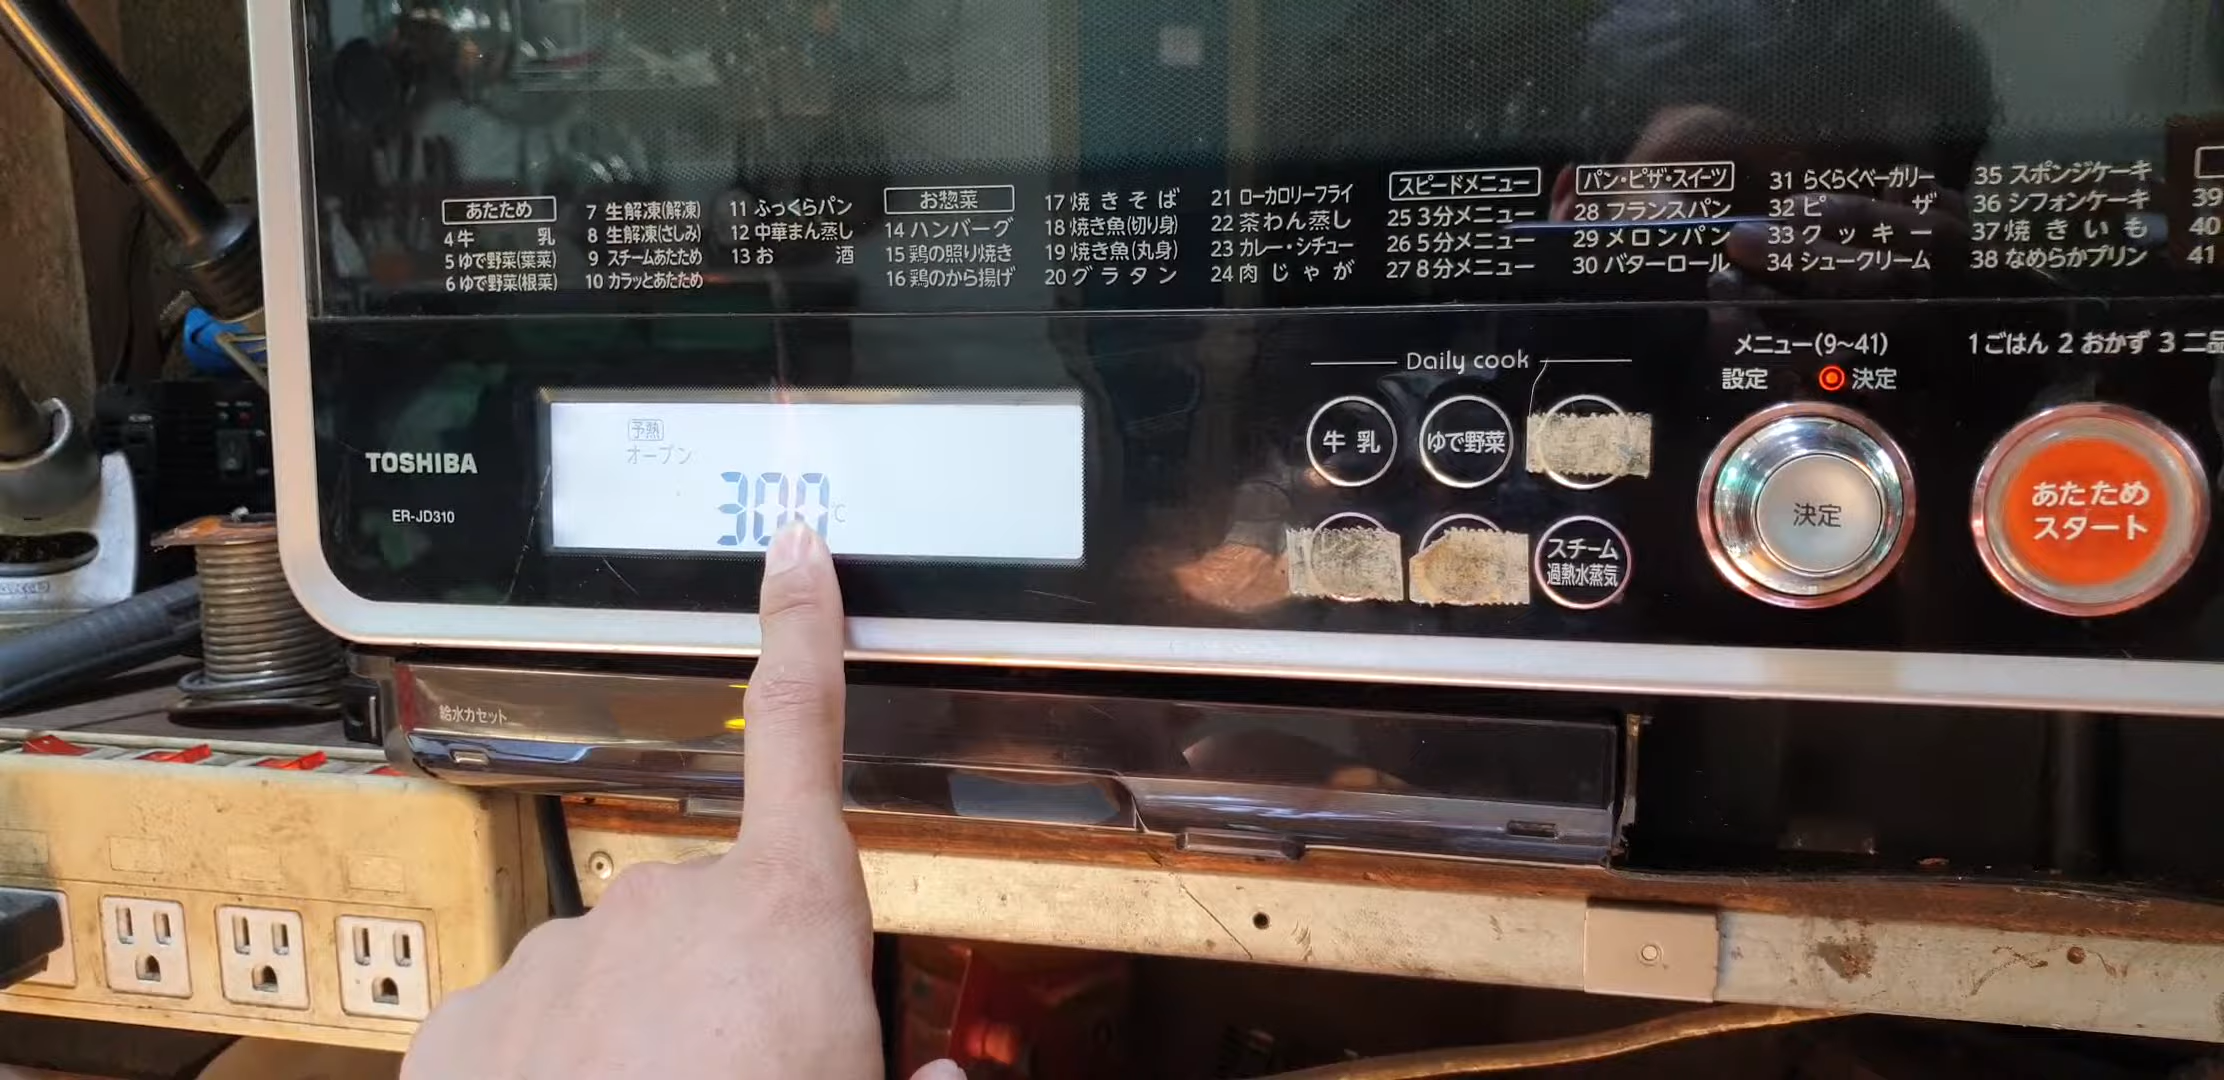 あたため
4 牛 乳
5 ゆで野菜(葉菜)
6 ゆで野菜(根菜)
7 生解凍(解凍)
8 生解凍(さしみ)
9 スチームあたため
10 カラッとあたため
11 ふっくらパン
12 中華まん蒸し
13 お 酒
お惣菜
14 ハンバーグ
15 鶏の照り焼き
16 鶏のから揚げ
17 焼きそば
18 焼き魚(切り身)
19 焼き魚(丸身)
20 グラタン
21 ローカロリーフライ
22 茶わん蒸し
23 カレー・シチュー
24 肉じゃが
スピードメニュー
25 3分メニュー
26 5分メニュー
27 8分メニュー
パン・ピザ・スイーツ
28 フランスパン
29 メロンパン
30 バターロール
31 らくらくベーカリー
32 ピ ザ
33 クッキー
34 シュークリーム
35 スポンジケーキ
36 シフォンケーキ
37 焼きいも
38 なめらかプリン
39
40
41
TOSHIBA
ER-JD310
予熱
オーブン
300℃
Daily cook
牛乳
ゆで野菜
スチーム
過熱水蒸気
メニュー(9~41)
設定 決定
決定
1 ごはん 2 おかず 3 二品
あたため
スタート
給水カセット